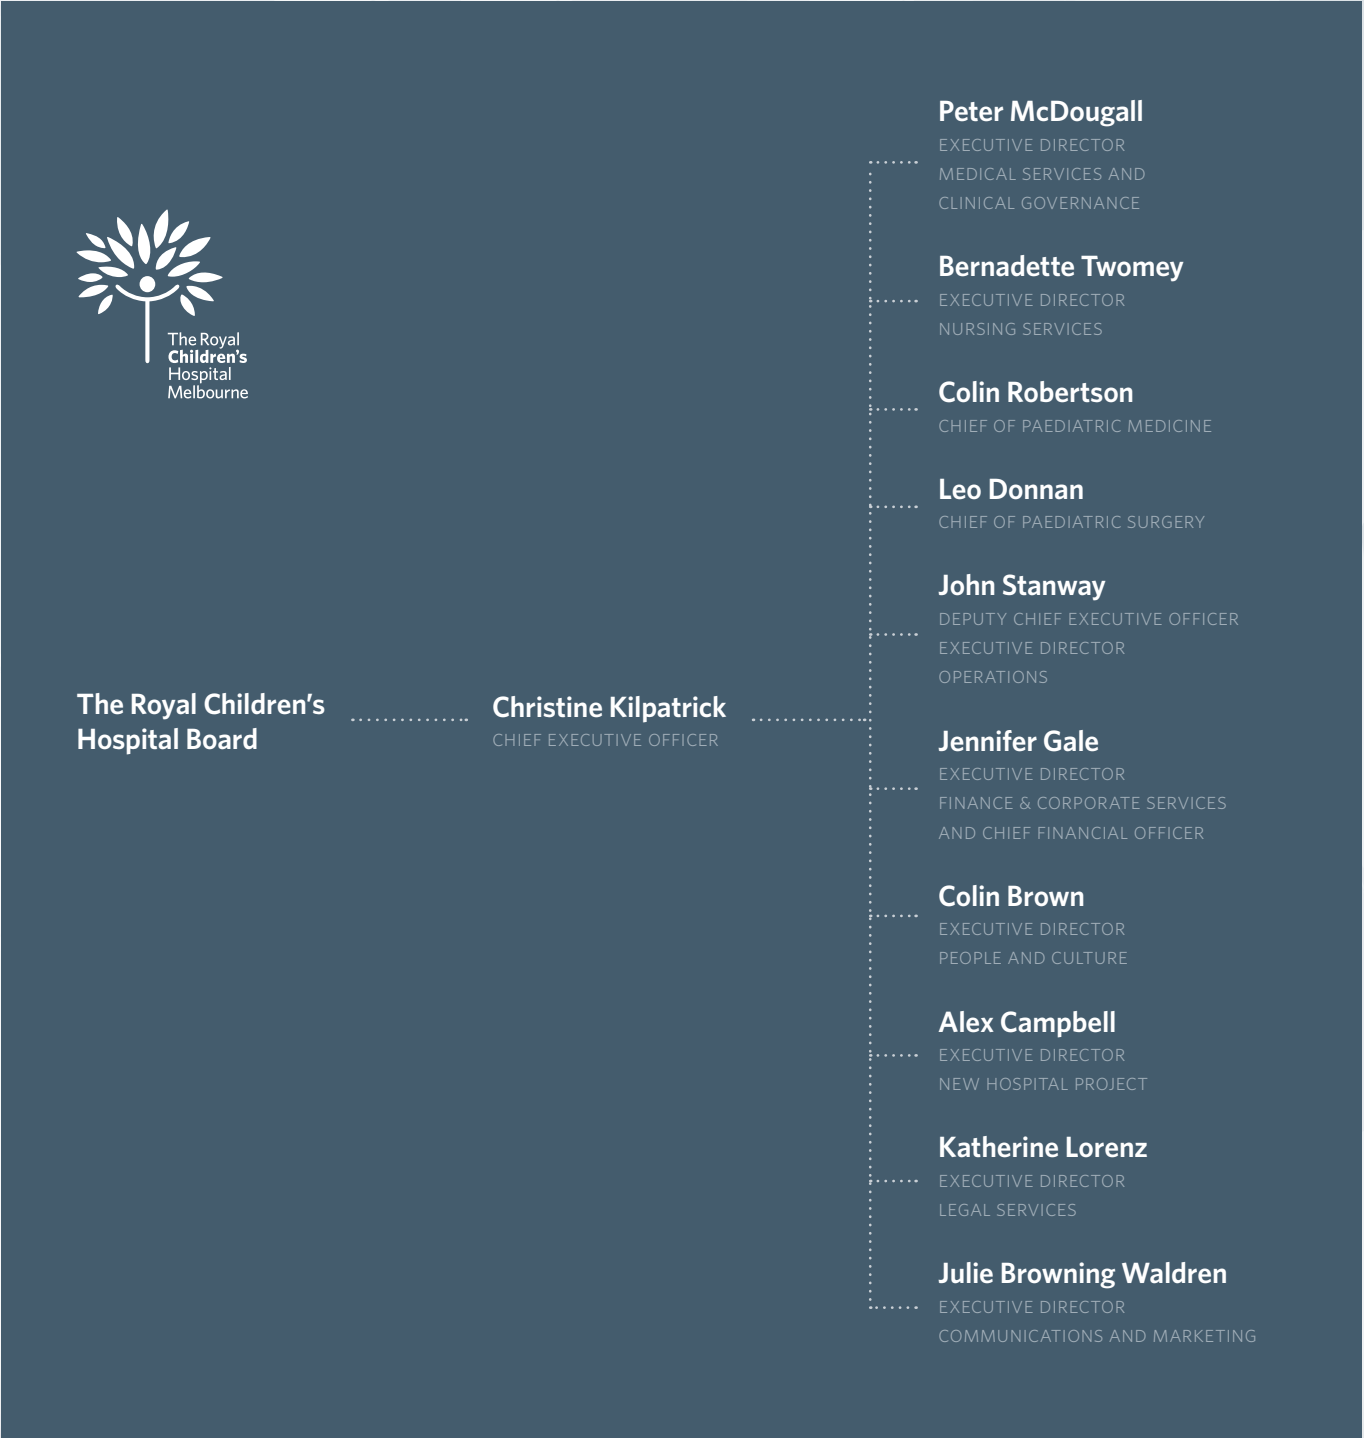 The Royal
Children's
Hospital
Melbourne
The Royal Children's
Hospital Board
Christine Kilpatrick
CHIEF EXECUTIVE OFFICER
Peter McDougall
EXECUTIVE DIRECTOR
MEDICAL SERVICES AND
CLINICAL GOVERNANCE
Bernadette Twomey
EXECUTIVE DIRECTOR
NURSING SERVICES
Colin Robertson
CHIEF OF PAEDIATRIC MEDICINE
Leo Donnan
CHIEF OF PAEDIATRIC SURGERY
John Stanway
DEPUTY CHIEF EXECUTIVE OFFICER
EXECUTIVE DIRECTOR
OPERATIONS
Jennifer Gale
EXECUTIVE DIRECTOR
FINANCE & CORPORATE SERVICES
AND CHIEF FINANCIAL OFFICER
Colin Brown
EXECUTIVE DIRECTOR
PEOPLE AND CULTURE
Alex Campbell
EXECUTIVE DIRECTOR
NEW HOSPITAL PROJECT
Katherine Lorenz
EXECUTIVE DIRECTOR
LEGAL SERVICES
Julie Browning Waldren
EXECUTIVE DIRECTOR
COMMUNICATIONS AND MARKETING